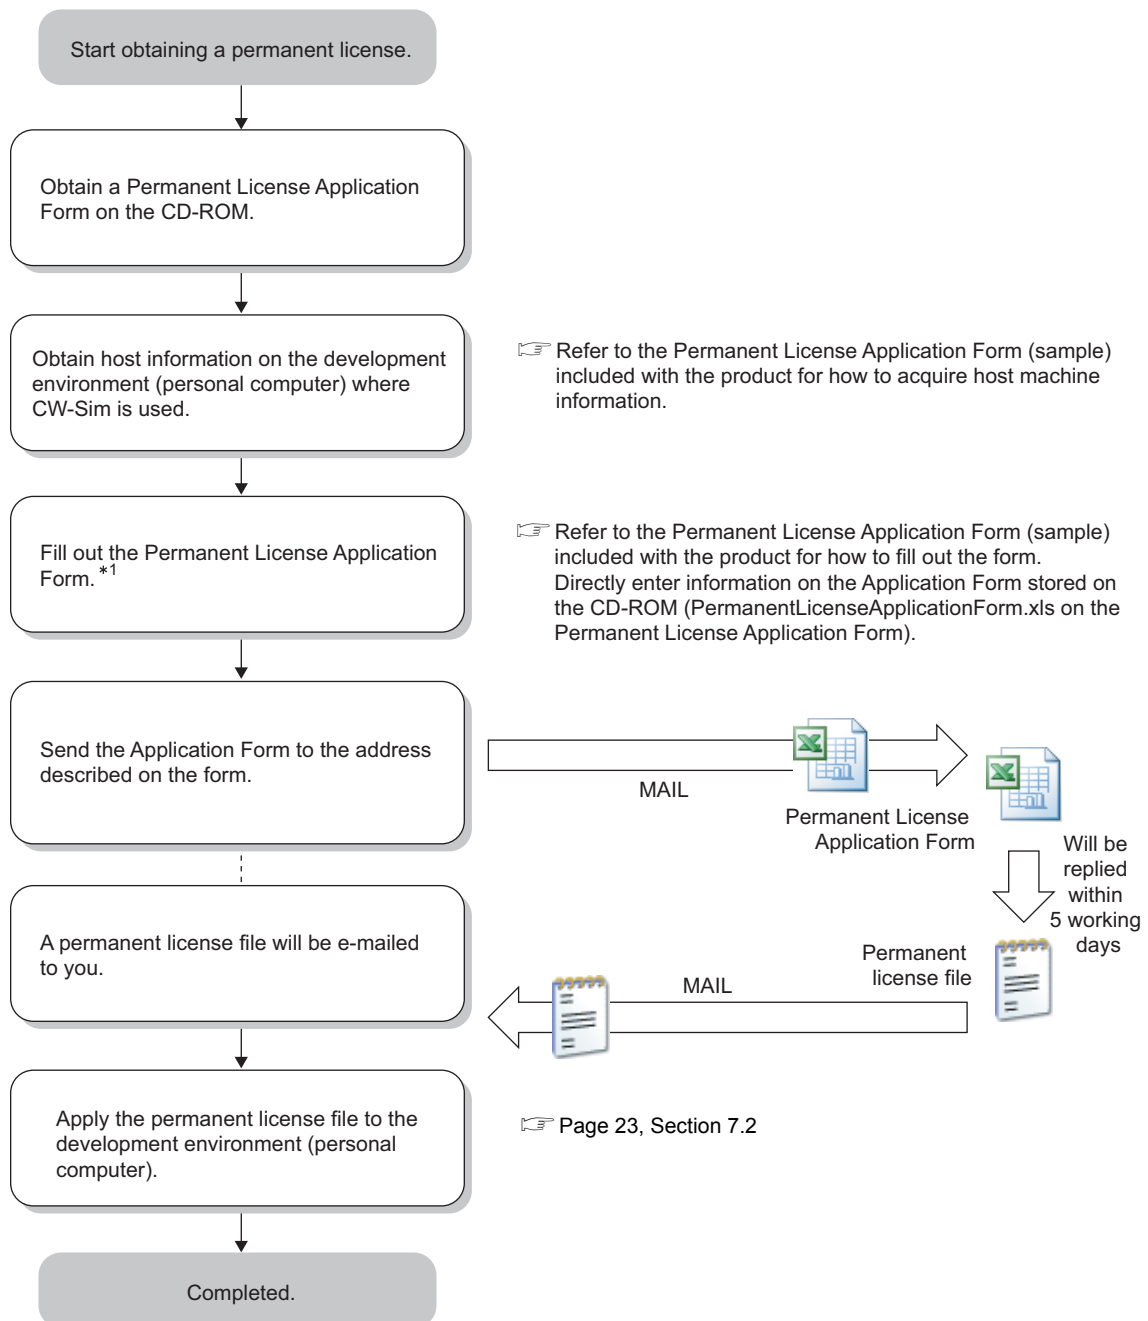 Start obtaining a permanent license.
Obtain a Permanent License Application
Form on the CD-ROM.
Obtain host information on the development
environment (personal computer) where
CW-Sim is used.
☞ Refer to the Permanent License Application Form (sample)
included with the product for how to acquire host machine
information.
Fill out the Permanent License Application
Form. *1
☞ Refer to the Permanent License Application Form (sample)
included with the product for how to fill out the form.
Directly enter information on the Application Form stored on
the CD-ROM (PermanentLicenseApplicationForm.xls on the
Permanent License Application Form).
Send the Application Form to the address
described on the form.
MAIL
Permanent License
Application Form
Will be
replied
within
5 working
days
A permanent license file will be e-mailed
to you.
Permanent
license file
MAIL
Apply the permanent license file to the
development environment (personal
computer).
☞ Page 23, Section 7.2
Completed.